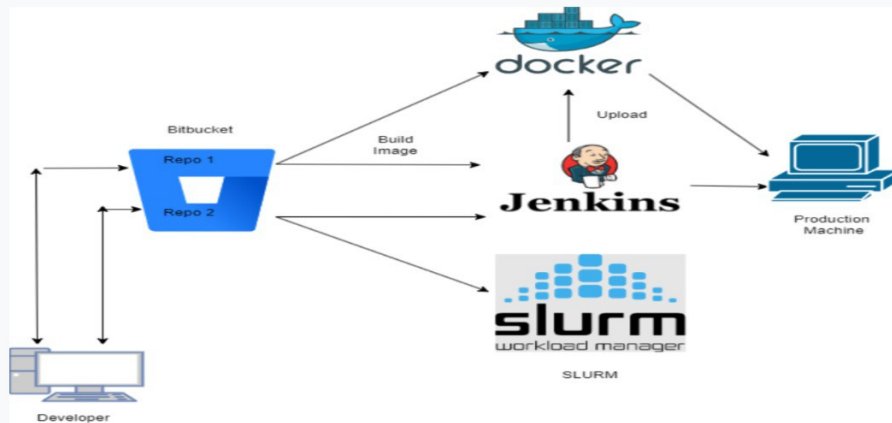 docker
Upload
Bitbucket
Build
Image
Repo 1
Jenkins
Repo 2
Production
Machine
slurm
workload manager
SLURM
Developer